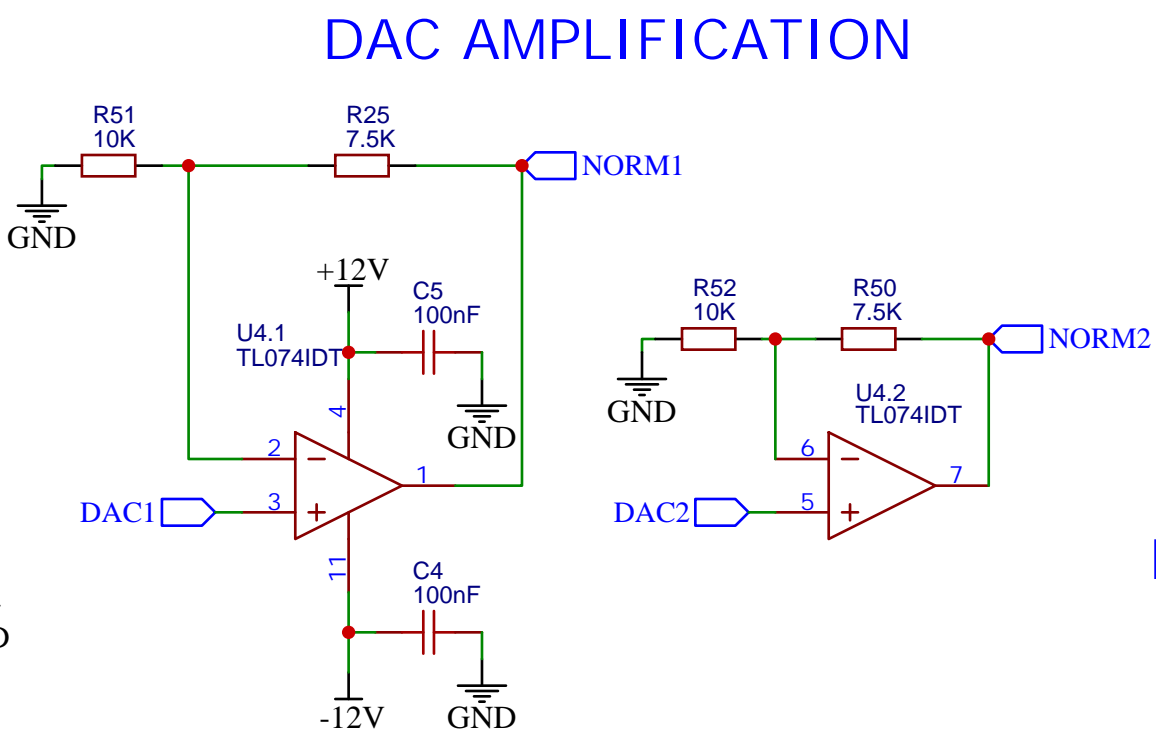 DAC AMPLIFICATION
R51
10K
R25
7.5K
NORM1
GND
+12V
C5
100nF
U4.1
TL074IDT
4
GND
2
1
DAC1
3
11
C4
100nF
-12V
GND
R52
10K
R50
7.5K
NORM2
GND
U4.2
TL074IDT
6
7
DAC2
5